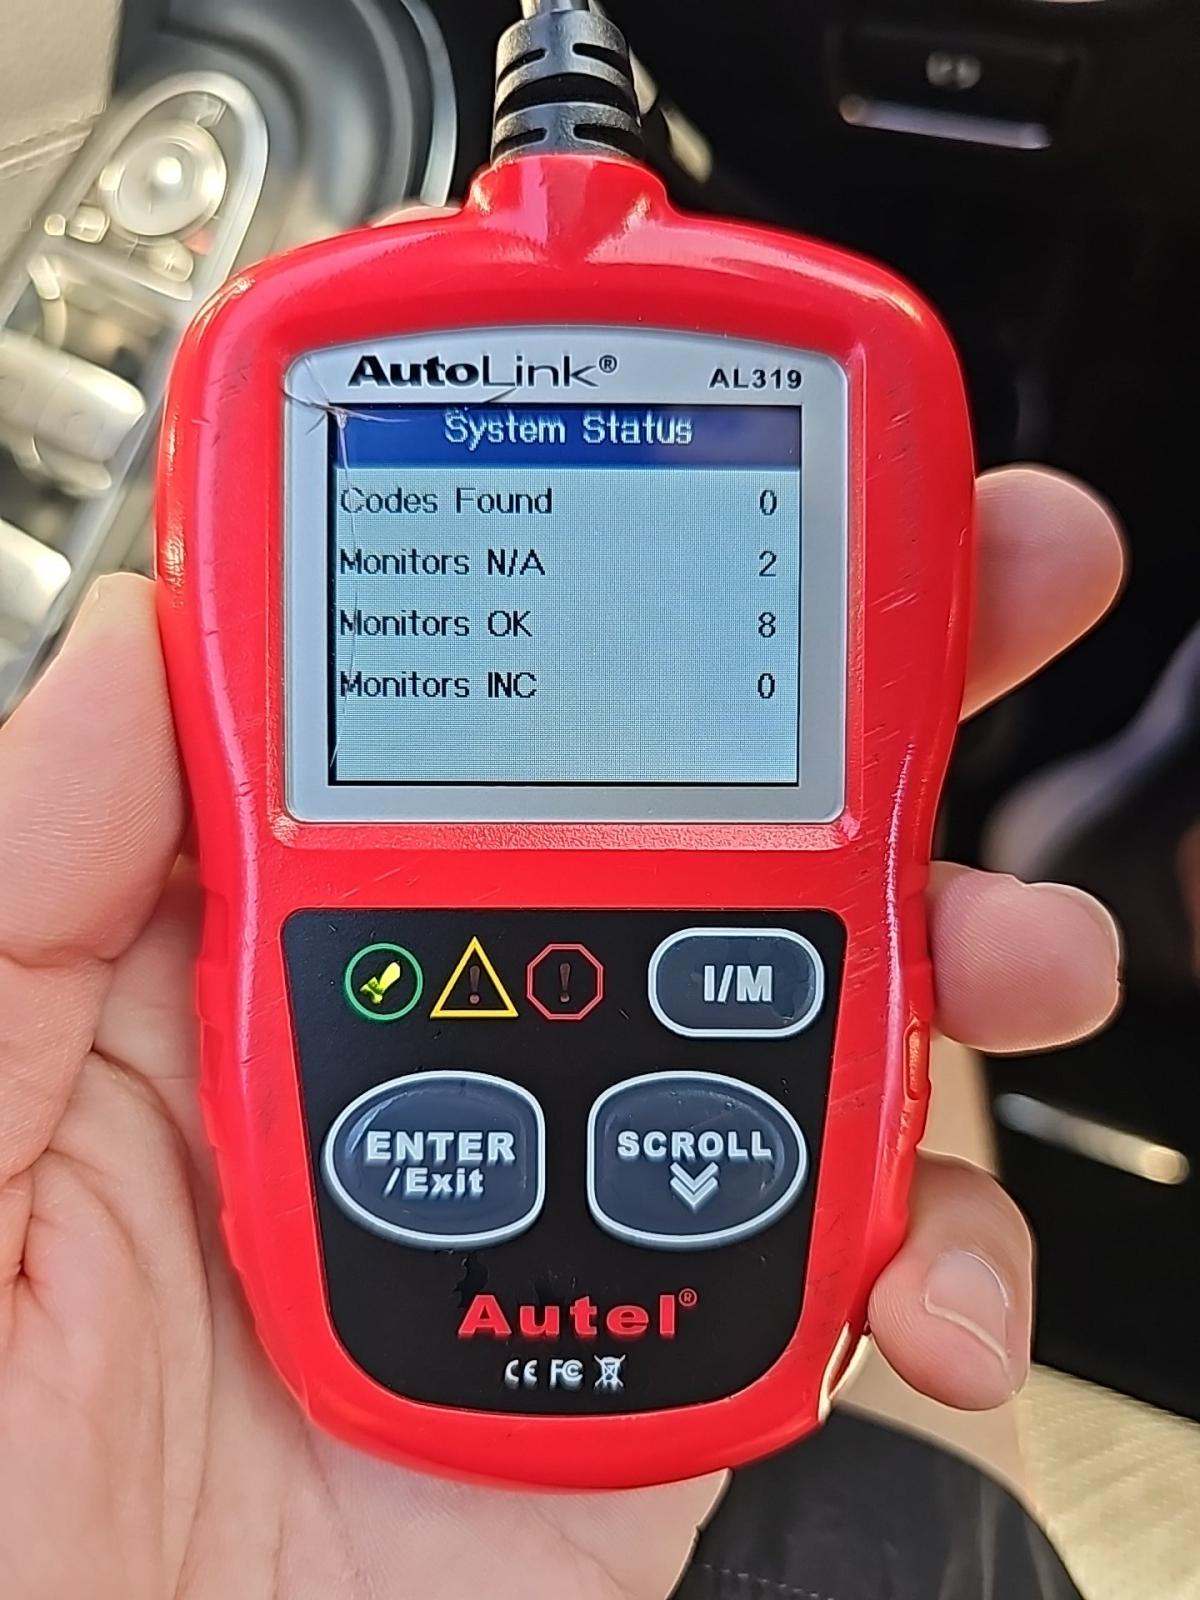 AutoLink® AL319
System Status
Codes Found 0
Monitors N/A 2
Monitors OK 8
Monitors INC 0
I/M
ENTER
/Exit
SCROLL
Autel®
CE FC